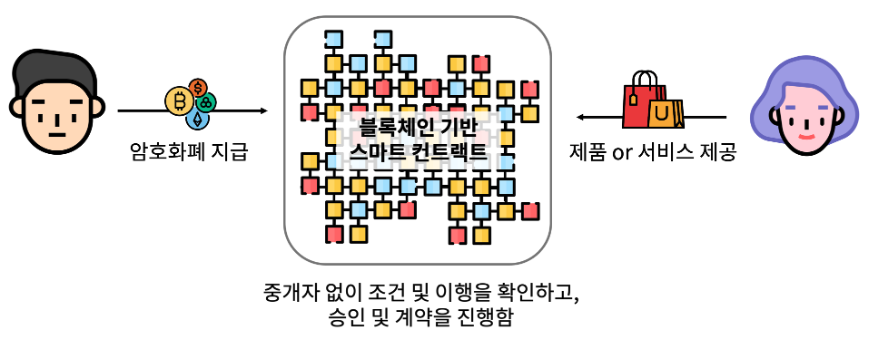 블록체인 기반
스마트 컨트랙트
암호화폐 지급
제품 or 서비스 제공
중개자 없이 조건 및 이행을 확인하고,
승인 및 계약을 진행함